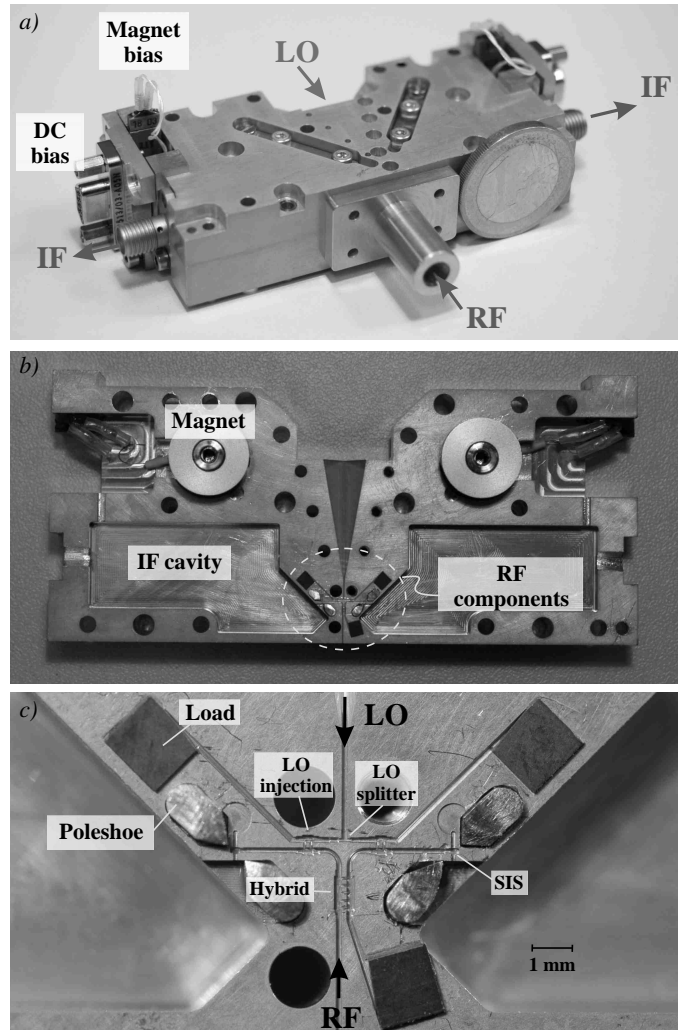 a)
Magnet
bias
LO
IF
DC
bias
IF
RF
b)
Magnet
IF cavity
RF
components
c)
Load
LO
LO
injection
LO
splitter
Poleshoe
Hybrid
SIS
1 mm
RF